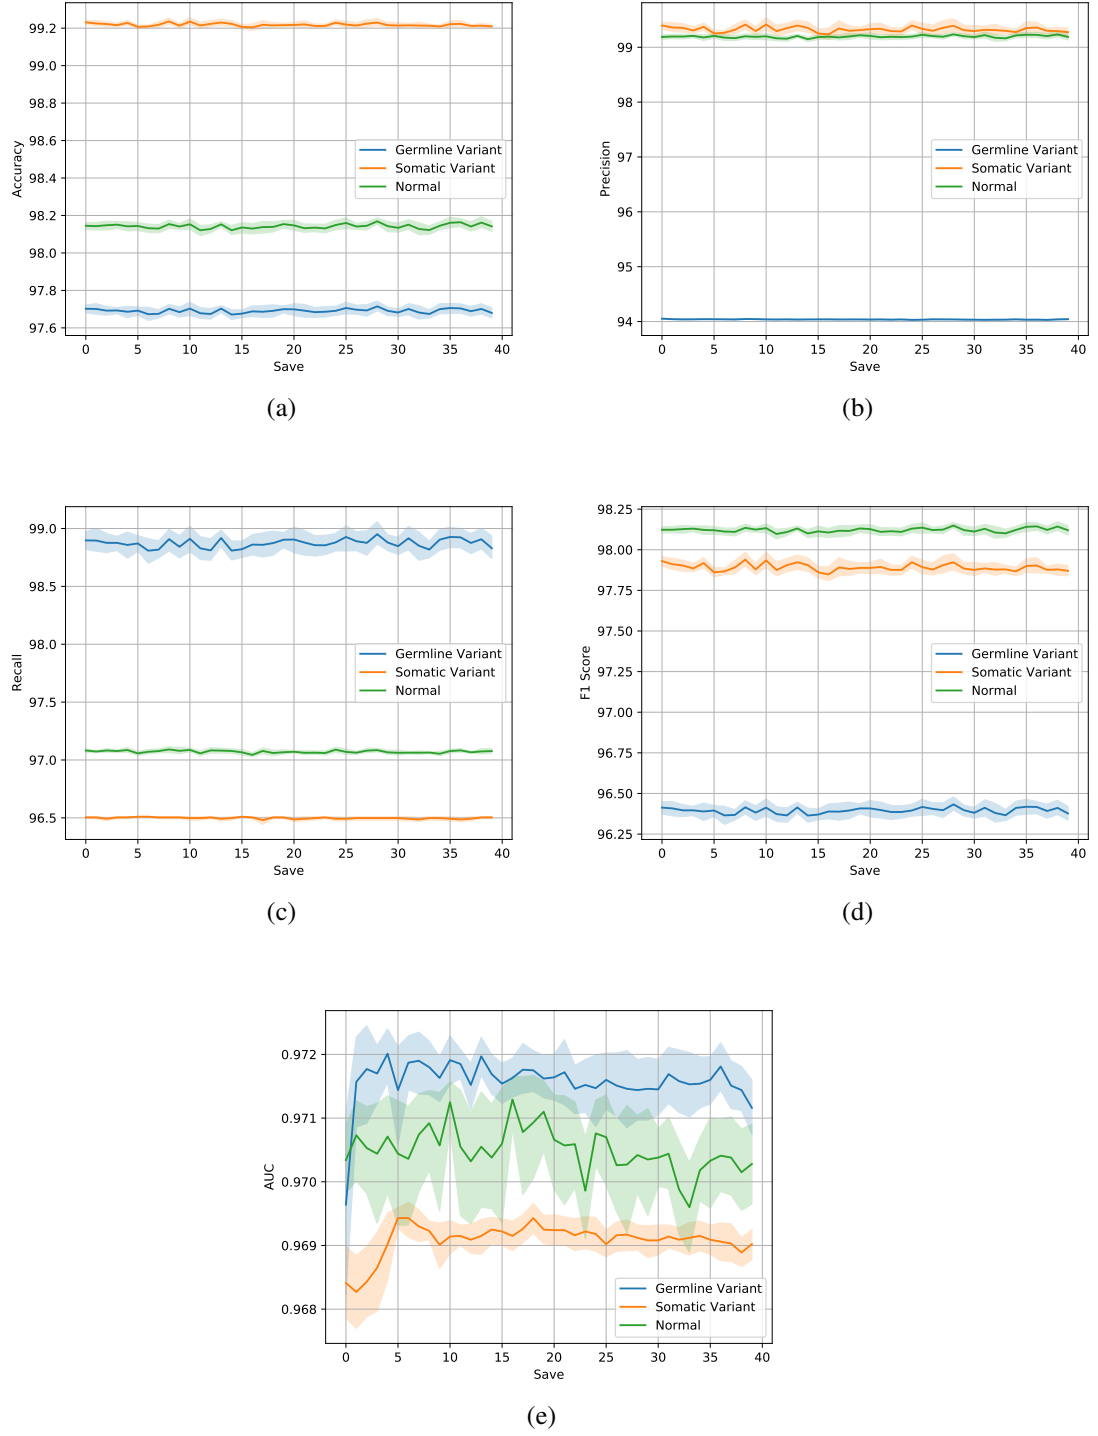 99.2
99.0
98.8
98.6
98.4
98.2
98.0
97.8
97.6
Accuracy
0 5 10 15 20 25 30 35 40
Save
Germline Variant
Somatic Variant
Normal
(a)
99
98
97
96
95
94
Precision
0 5 10 15 20 25 30 35 40
Save
Germline Variant
Somatic Variant
Normal
(b)
99.0
98.5
98.0
97.5
97.0
96.5
Recall
0 5 10 15 20 25 30 35 40
Save
Germline Variant
Somatic Variant
Normal
(c)
98.25
98.00
97.75
97.50
97.25
97.00
96.75
96.50
96.25
F1 Score
0 5 10 15 20 25 30 35 40
Save
Germline Variant
Somatic Variant
Normal
(d)
0.972
0.971
0.970
0.969
0.968
AUC
0 5 10 15 20 25 30 35 40
Save
Germline Variant
Somatic Variant
Normal
(e)